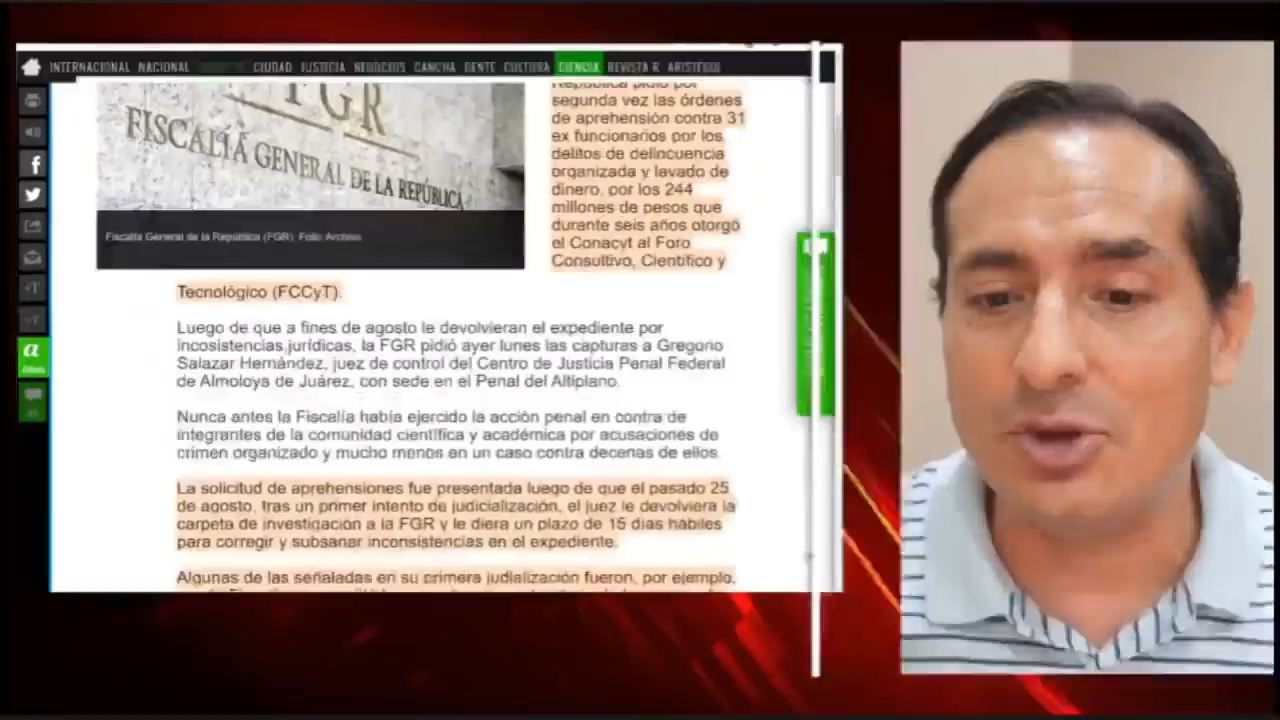 INTERNACIONAL NACIONAL CIUDAD JUSTICIA NEGOCIOS CANCHA GENTE CULTURA CIENCIA REVISTA R ARISTEGUI
FGR
FISCALÍA GENERAL DE LA REPÚBLICA
Fiscalía General de la República (FGR). Foto: Archivo
República pidió por
segunda vez las órdenes
de aprehensión contra 31
ex funcionarios por los
delitos de delincuencia
organizada y lavado de
dinero, por los 244
millones de pesos que
durante seis años otorgó
el Conacyt al Foro
Consultivo, Científico y
Tecnológico (FCCyT).
Luego de que a fines de agosto le devolvieran el expediente por
incosistencias jurídicas, la FGR pidió ayer lunes las capturas a Gregorio
Salazar Hernández, juez de control del Centro de Justicia Penal Federal
de Almoloya de Juárez, con sede en el Penal del Altiplano.
Nunca antes la Fiscalía había ejercido la acción penal en contra de
integrantes de la comunidad científica y académica por acusaciones de
crimen organizado y mucho menos en un caso contra decenas de ellos.
La solicitud de aprehensiones fue presentada luego de que el pasado 25
de agosto, tras un primer intento de judicialización, el juez le devolviera la
carpeta de investigación a la FGR y le diera un plazo de 15 días hábiles
para corregir y subsanar inconsistencias en el expediente.
Algunas de las señaladas en su primera judialización fueron, por ejemplo,